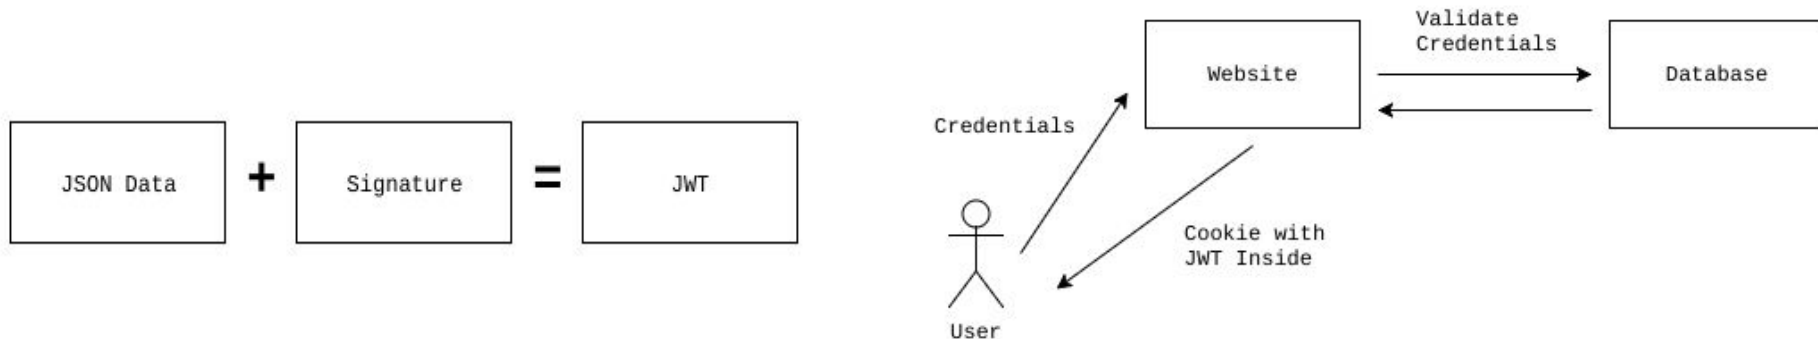 JSON Data
+
Signature
=
JWT
Validate
Credentials
Website
Database
Credentials
Cookie with
JWT Inside
User